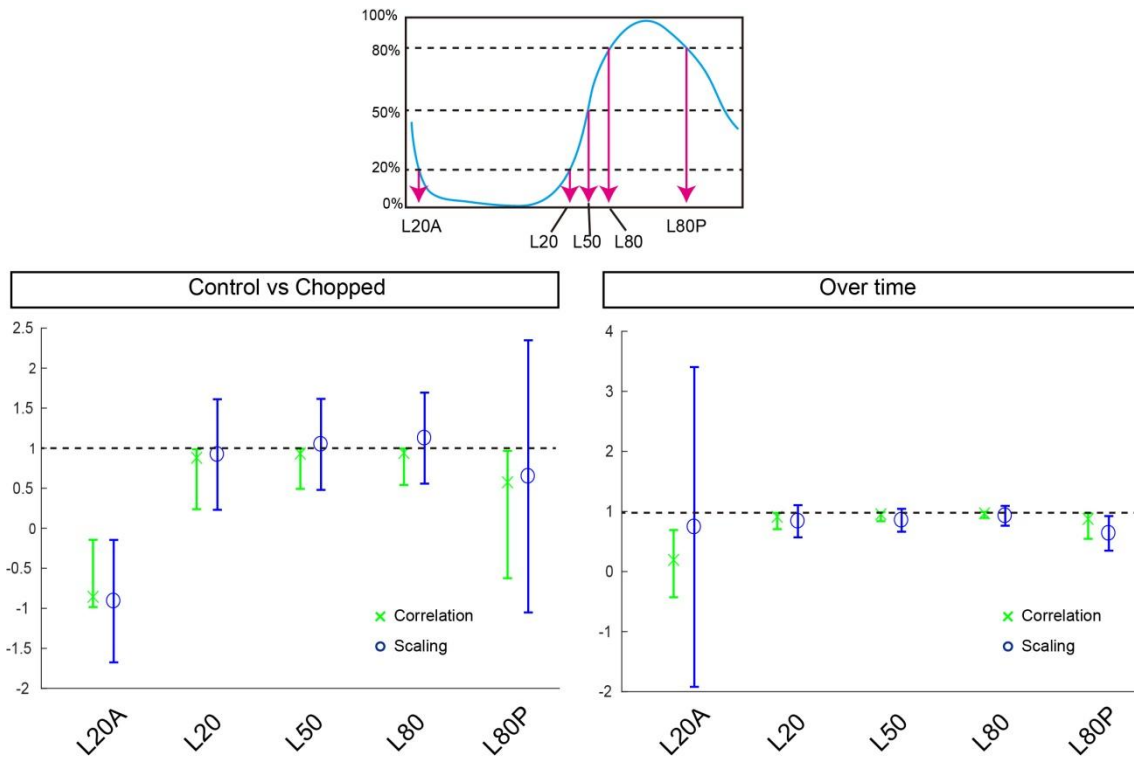 100%
80%
50%
20%
0%
L20A
L20
L50
L80
L80P
Control vs Chopped
2.5
2
1.5
1
0.5
0
-0.5
-1
-1.5
-2
Correlation
Scaling
L20A
L20
L50
L80
L80P
Over time
4
3
2
1
0
-1
-2
Correlation
Scaling
L20A
L20
L50
L80
L80P